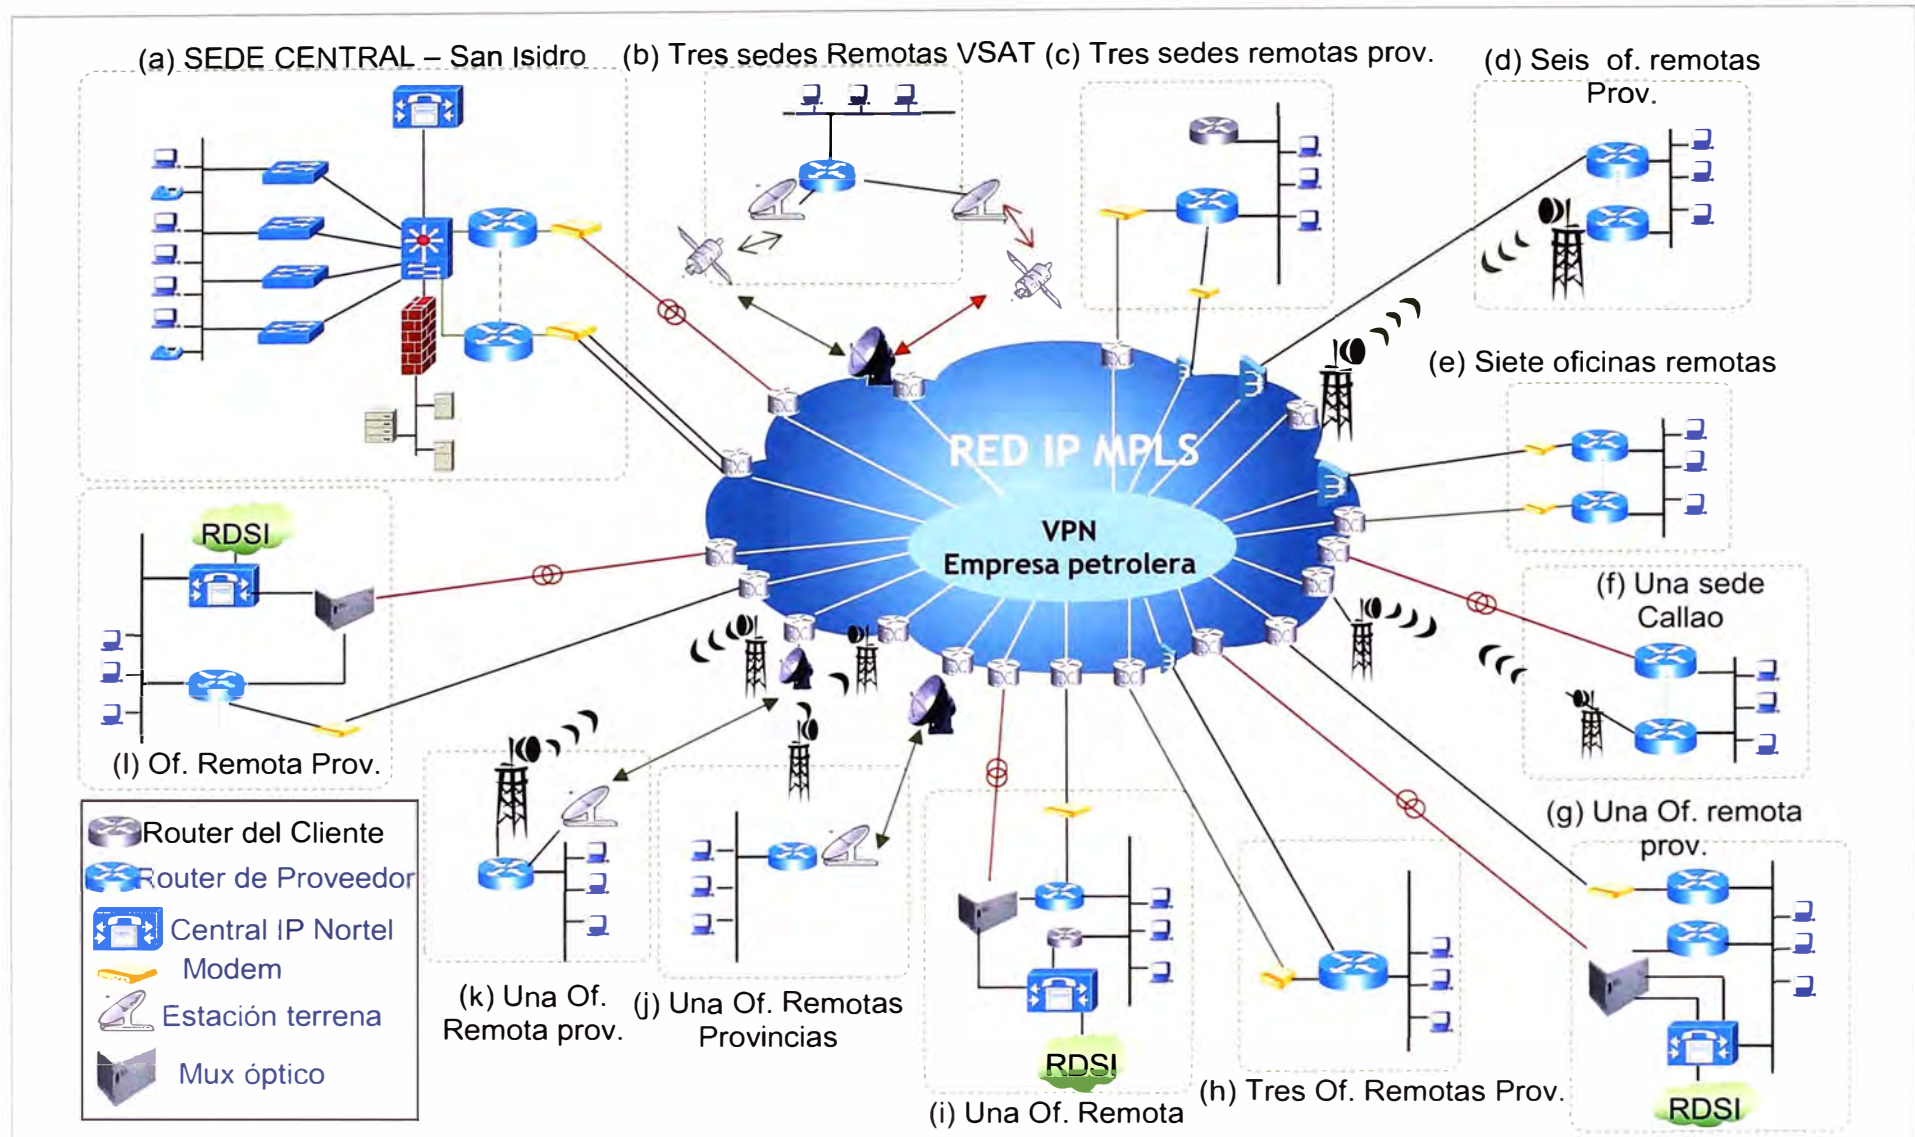 (a) SEDE CENTRAL – San Isidro
(b) Tres sedes Remotas VSAT
(c) Tres sedes remotas prov.
(d) Seis of. remotas
Prov.
(e) Siete oficinas remotas
RED IP MPLS
VPN
Empresa petrolera
RDSI
(f) Una sede
Callao
(l) Of. Remota Prov.
(g) Una Of. remota
prov.
Router del Cliente
Router de Proveedor
Central IP Nortel
Modem
Estación terrena
Mux óptico
(k) Una Of.
Remota prov.
(j) Una Of. Remotas
Provincias
RDSI
(i) Una Of. Remota
(h) Tres Of. Remotas Prov.
RDSI